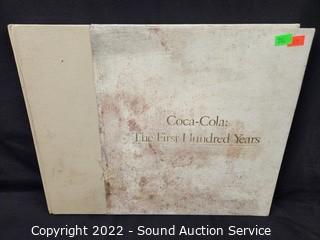 Coca-Cola:
The First Hundred Years
Copyright 2022 - Sound Auction Service